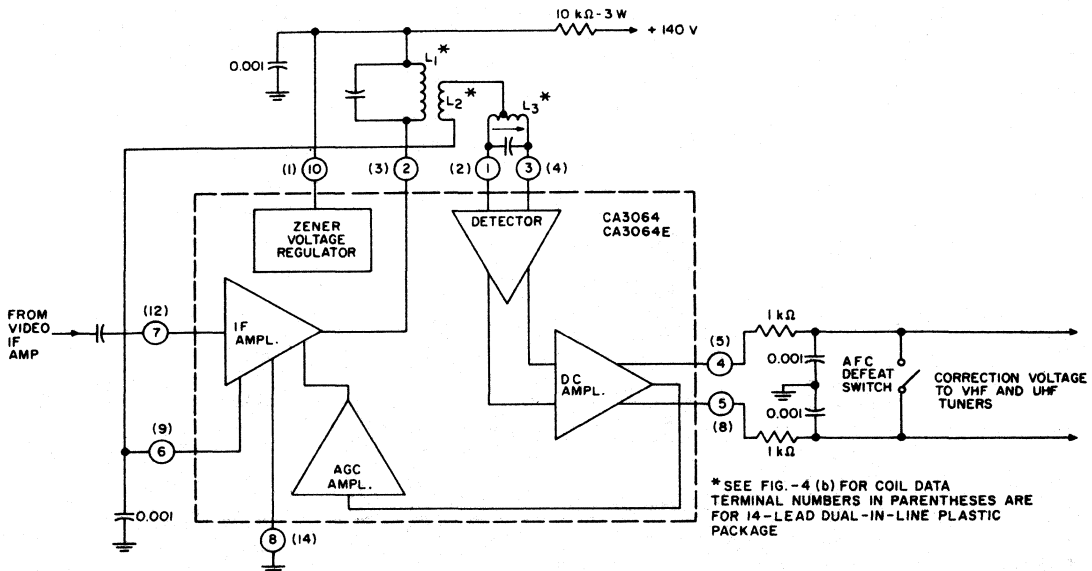 10 kΩ-3 W
+ 140 V
0.001
L1*
L2*
L3*
(1) 10
(3) 2
(2) 1
3 (4)
ZENER
VOLTAGE
REGULATOR
DETECTOR
CA3064
CA3064E
FROM
VIDEO
IF
AMP
(12)
7
IF
AMPL.
(9)
6
0.001
AGC
AMPL.
8 (14)
DC
AMPL.
(5)
4
5
(8)
1 kΩ
1 kΩ
0.001
0.001
AFC
DEFEAT
SWITCH
CORRECTION VOLTAGE
TO VHF AND UHF
TUNERS
*SEE FIG.-4 (b) FOR COIL DATA
TERMINAL NUMBERS IN PARENTHESES ARE
FOR 14-LEAD DUAL-IN-LINE PLASTIC
PACKAGE